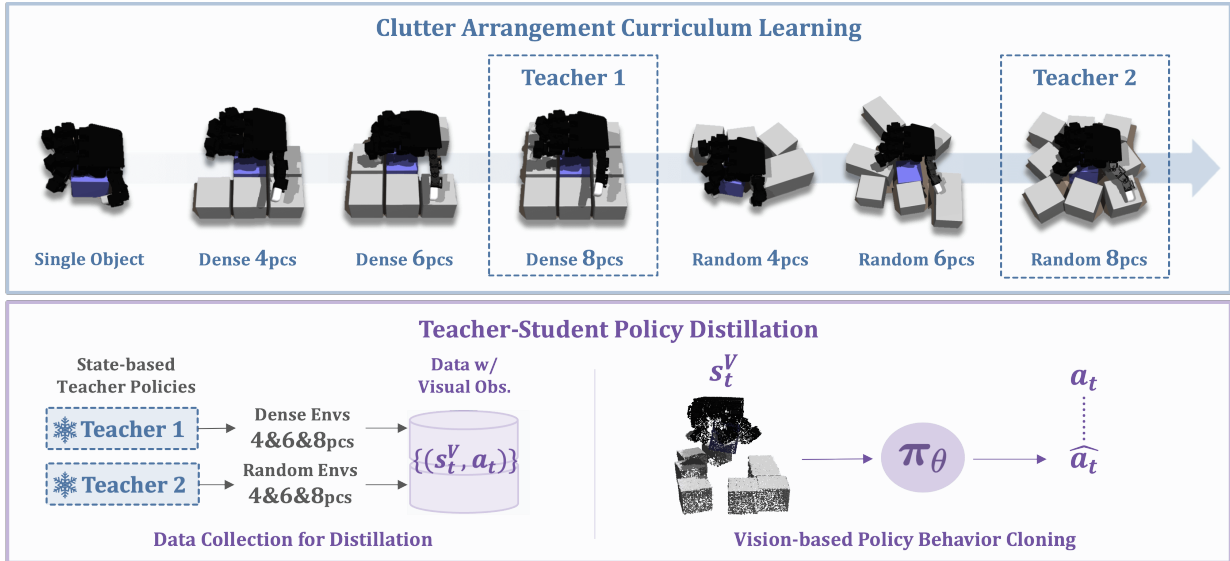 Clutter Arrangement Curriculum Learning
Teacher 1
Teacher 2
Single Object
Dense 4pcs
Dense 6pcs
Dense 8pcs
Random 4pcs
Random 6pcs
Random 8pcs
Teacher-Student Policy Distillation
State-based
Teacher Policies
Data w/
Visual Obs.
Teacher 1
Dense Envs
4&6&8pcs
Teacher 2
Random Envs
4&6&8pcs
{(s_t^V, a_t)}
Data Collection for Distillation
s_t^V
π_θ
a_t
\widehat{a_t}
Vision-based Policy Behavior Cloning